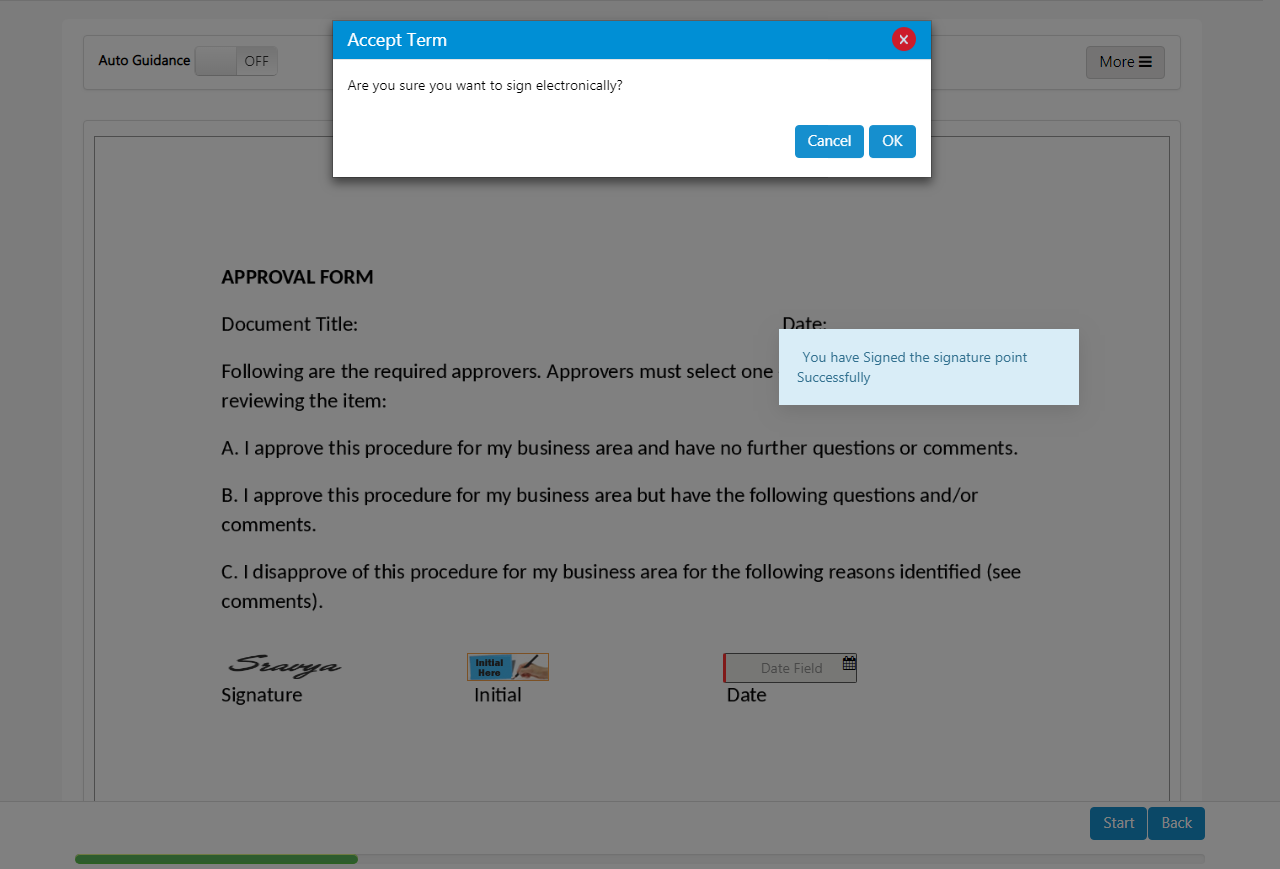 Accept Term
Auto Guidance OFF
More
Are you sure you want to sign electronically?
Cancel OK
APPROVAL FORM
Document Title: Date:
You have Signed the signature point
Successfully
Following are the required approvers. Approvers must select one
reviewing the item:
A. I approve this procedure for my business area and have no further questions or comments.
B. I approve this procedure for my business area but have the following questions and/or
comments.
C. I disapprove of this procedure for my business area for the following reasons identified (see
comments).
Sravya
Initial
Here
Date Field
Signature Initial Date
Start Back